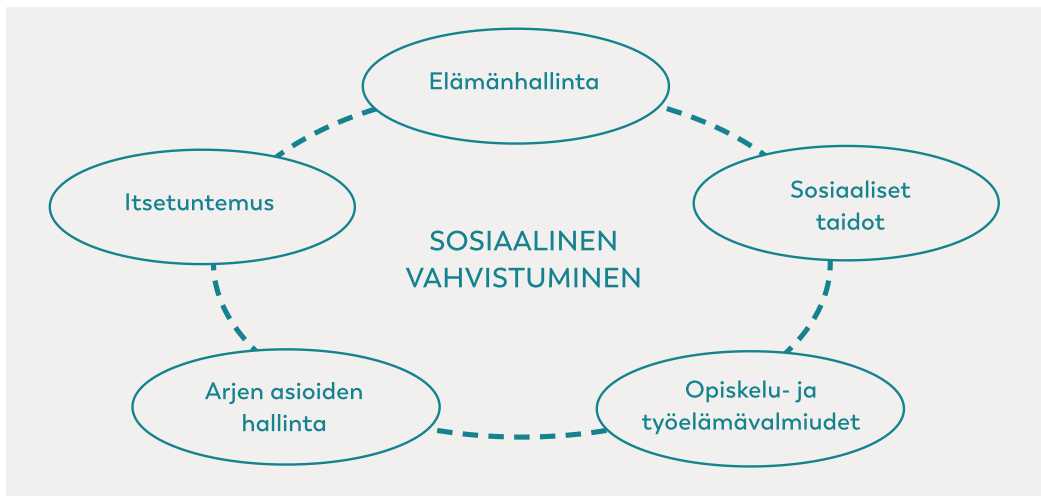 Elämänhallinta
Itsetuntemus
Sosiaaliset
taidot
SOSIAALINEN
VAHVISTUMINEN
Arjen asioiden
hallinta
Opiskelu- ja
työelämävalmiudet